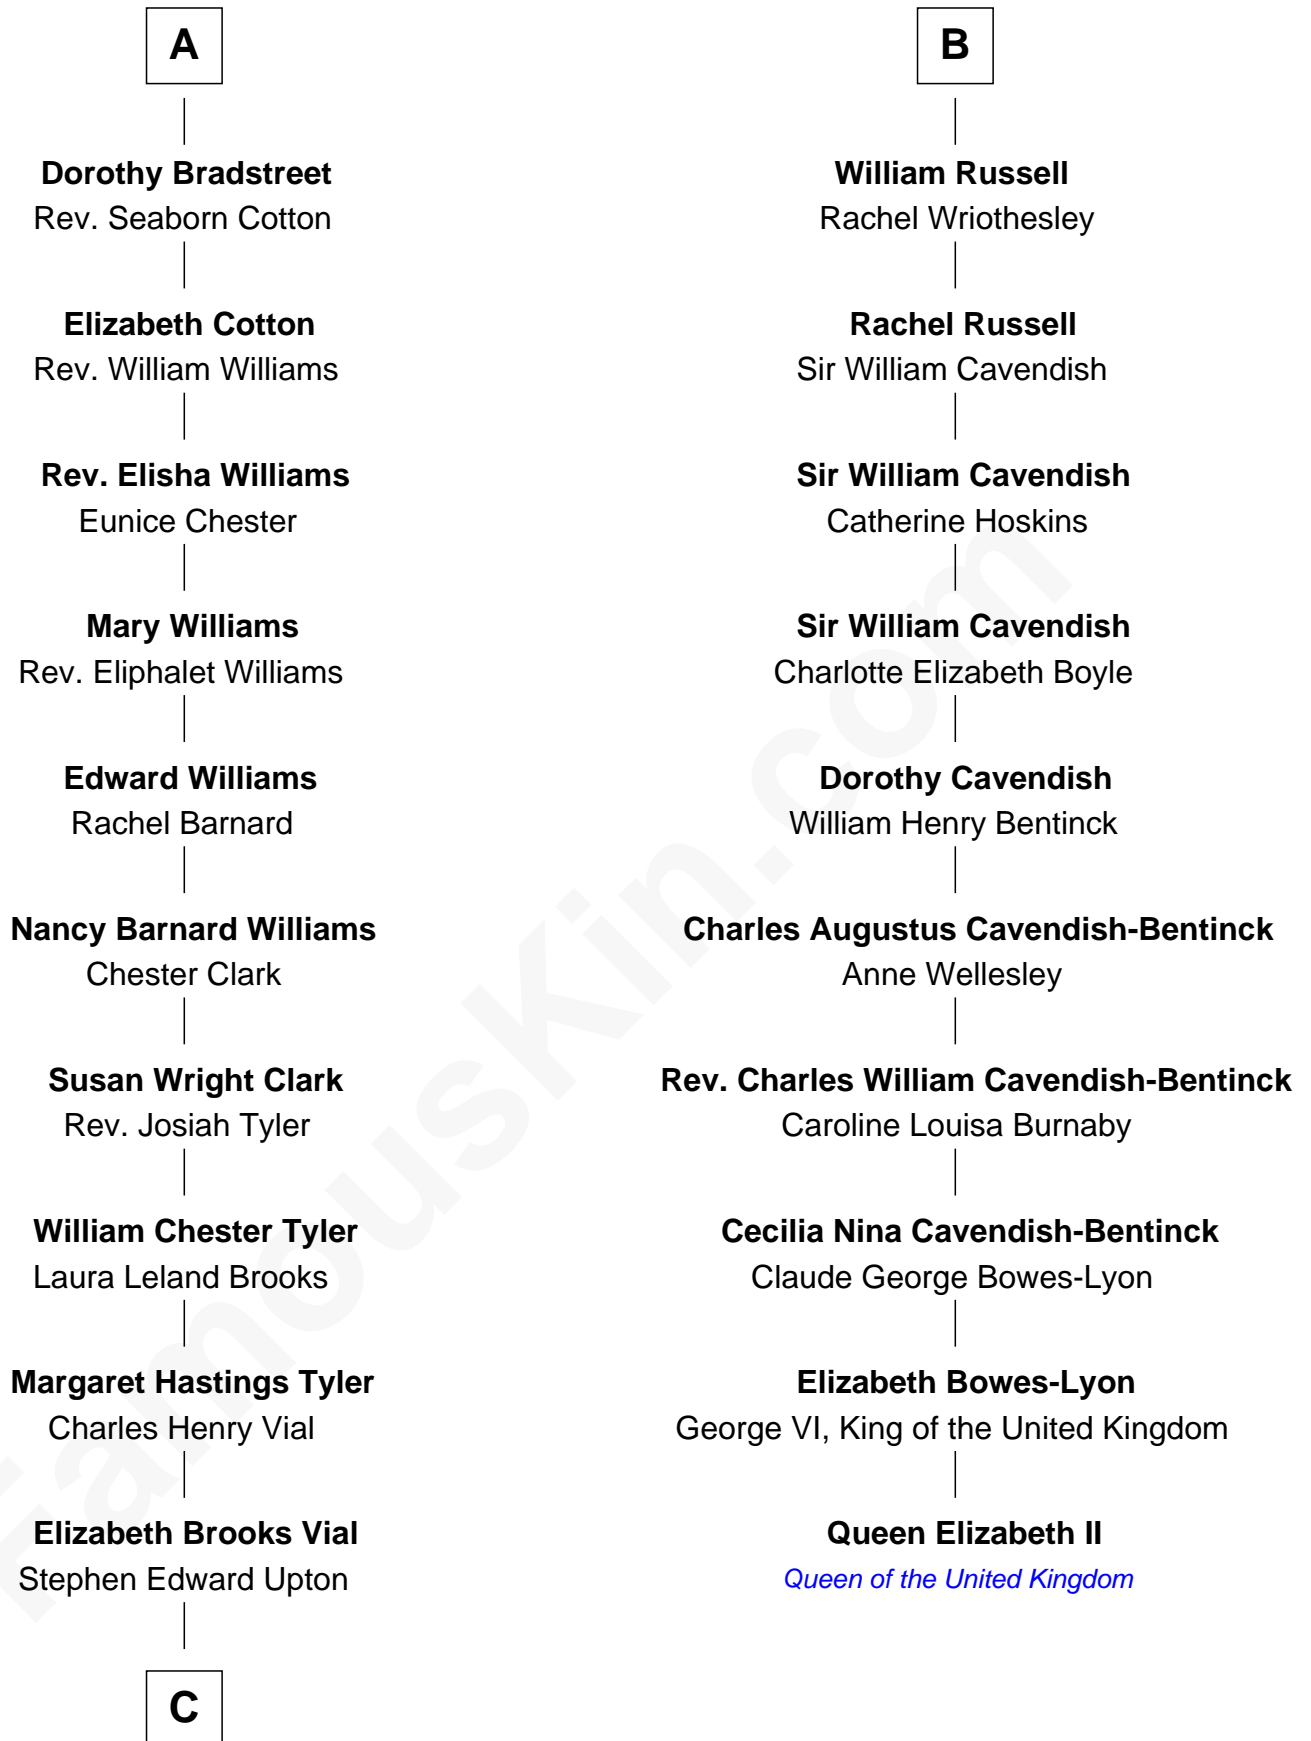 A
Dorothy Bradstreet
Rev. Seaborn Cotton
Elizabeth Cotton
Rev. William Williams
Rev. Elisha Williams
Eunice Chester
Mary Williams
Rev. Eliphalet Williams
Edward Williams
Rachel Barnard
Nancy Barnard Williams
Chester Clark
Susan Wright Clark
Rev. Josiah Tyler
William Chester Tyler
Laura Leland Brooks
Margaret Hastings Tyler
Charles Henry Vial
Elizabeth Brooks Vial
Stephen Edward Upton
C
B
William Russell
Rachel Wriothesley
Rachel Russell
Sir William Cavendish
Sir William Cavendish
Catherine Hoskins
Sir William Cavendish
Charlotte Elizabeth Boyle
Dorothy Cavendish
William Henry Bentinck
Charles Augustus Cavendish-Bentinck
Anne Wellesley
Rev. Charles William Cavendish-Bentinck
Caroline Louisa Burnaby
Cecilia Nina Cavendish-Bentinck
Claude George Bowes-Lyon
Elizabeth Bowes-Lyon
George VI, King of the United Kingdom
Queen Elizabeth II
Queen of the United Kingdom
FamousKin.com